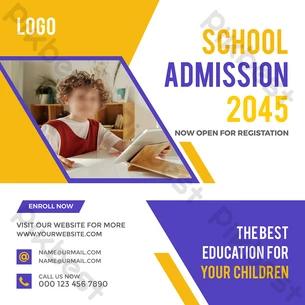 LOGO
SCHOOL
ADMISSION
2045
NOW OPEN FOR REGISTATION
ENROLL NOW
VISIT OUR WEBSITE FOR MORE
WWW.YOURWEBSITE.COM
NAME@URMAIL.COM
NAME@URMAIL.COM
CALL US NOW
000 123 456 7890
THE BEST
EDUCATION FOR
YOUR CHILDREN
pixbest